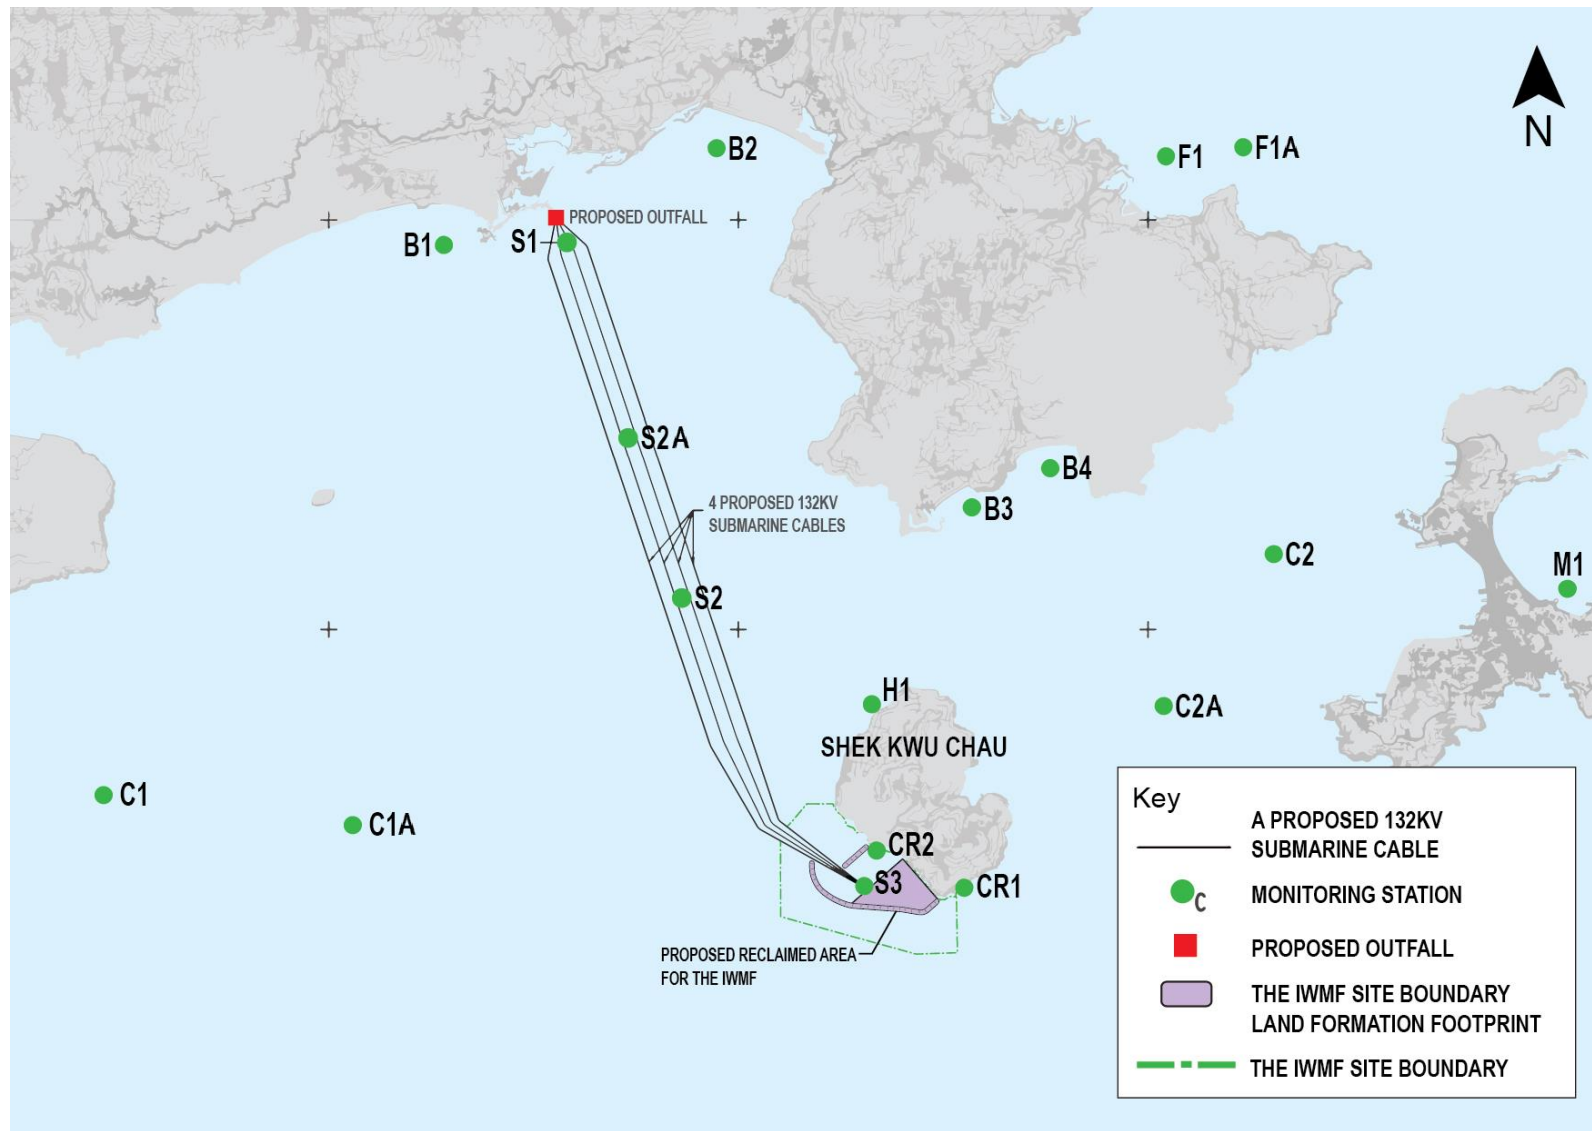 N
B2
F1
F1A
PROPOSED OUTFALL
B1
S1
S2A
B4
4 PROPOSED 132KV
SUBMARINE CABLES
B3
C2
M1
S2
H1
C2A
SHEK KWU CHAU
C1
C1A
CR2
S3
CR1
PROPOSED RECLAIMED AREA
FOR THE IWMF
Key
A PROPOSED 132KV
SUBMARINE CABLE
C
MONITORING STATION
PROPOSED OUTFALL
THE IWMF SITE BOUNDARY
LAND FORMATION FOOTPRINT
THE IWMF SITE BOUNDARY